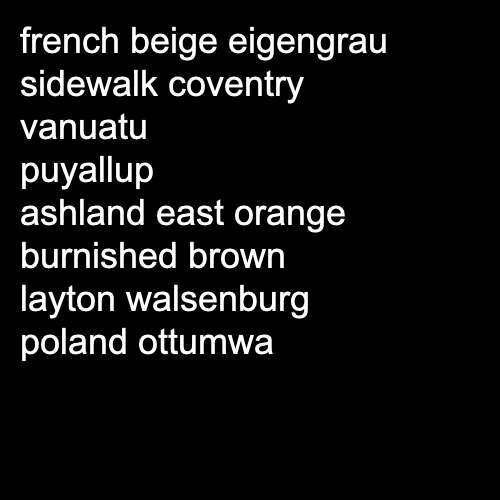 french beige eigengrau
sidewalk coventry
vanuatu
puyallup
ashland east orange
burnished brown
layton walsenburg
poland ottumwa